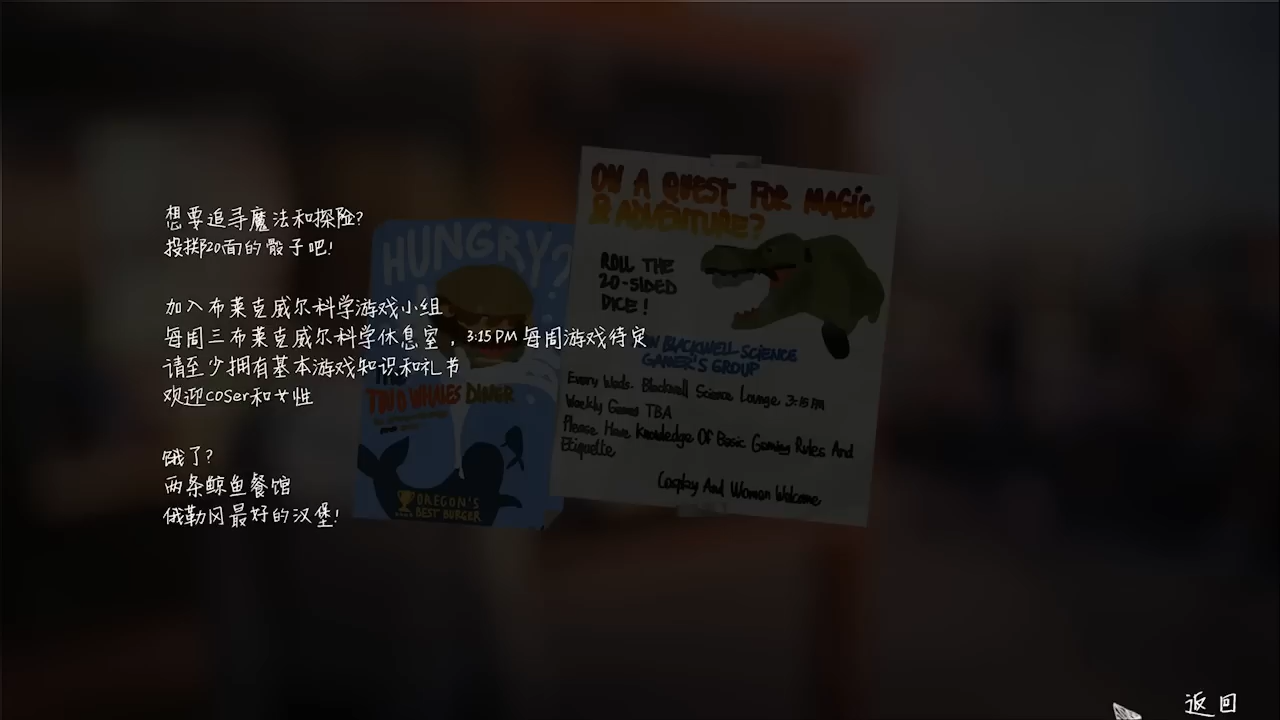 想要追寻魔法和探险?
投掷20面的骰子吧!
加入布莱克威尔科学游戏小组
每周三布莱克威尔科学休息室，3:15PM 每周游戏待定
请至少拥有基本游戏知识和礼节
欢迎coser和女性
饿了?
两条鲸鱼餐馆
俄勒冈最好的汉堡!
HUNGRY?
TWO WHALES DINER
OREGON'S
BEST BURGER
ON A QUEST FOR MAGIC
& ADVENTURE?
ROLL THE
20-SIDED
DICE!
BLACKWELL SCIENCE
GAMER'S GROUP
Every Weds. Blackwell Science Lounge 3:15 PM
Weekly Games TBA
Please Have Knowledge Of Basic Gaming Rules And
Etiquette
Cosplay And Women Welcome
返回